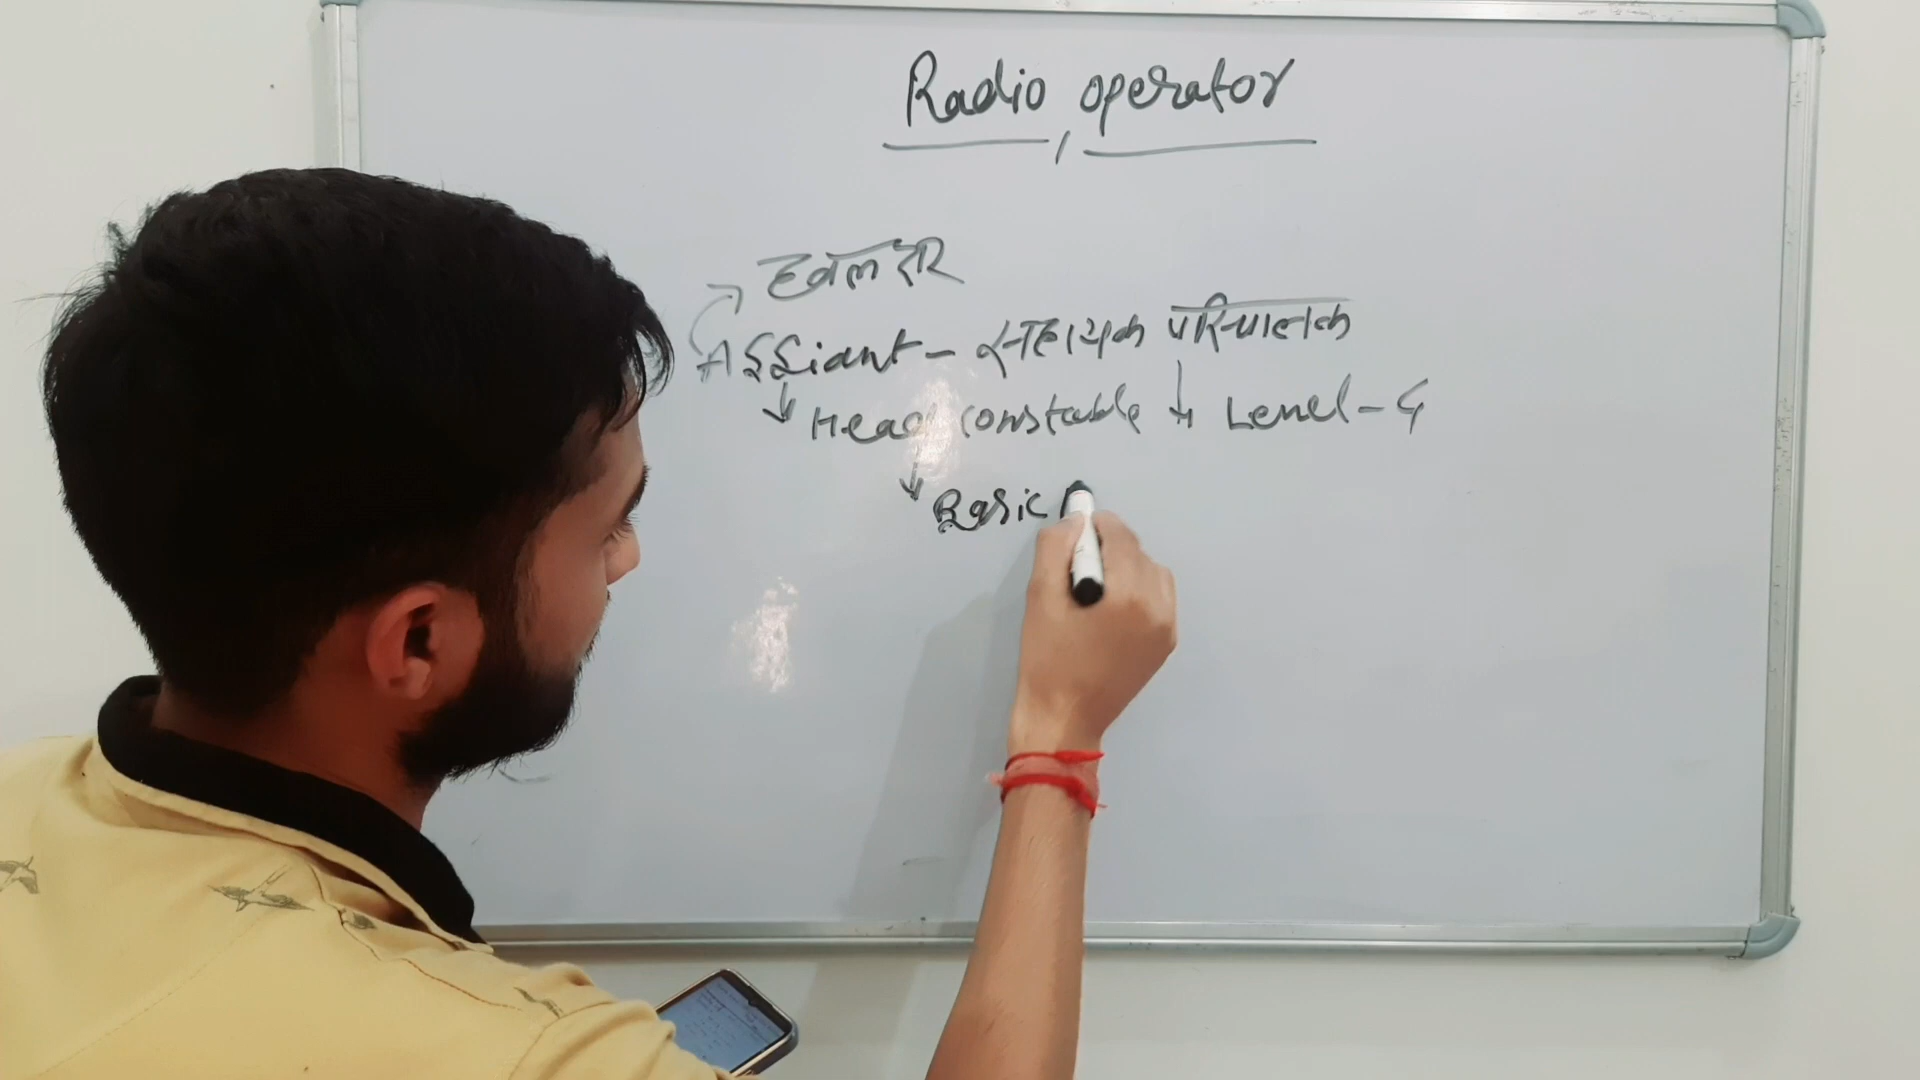 Radio operator
हवलदार
Assiant - सहायक परिचालक
Head constable Level - 4
Basic